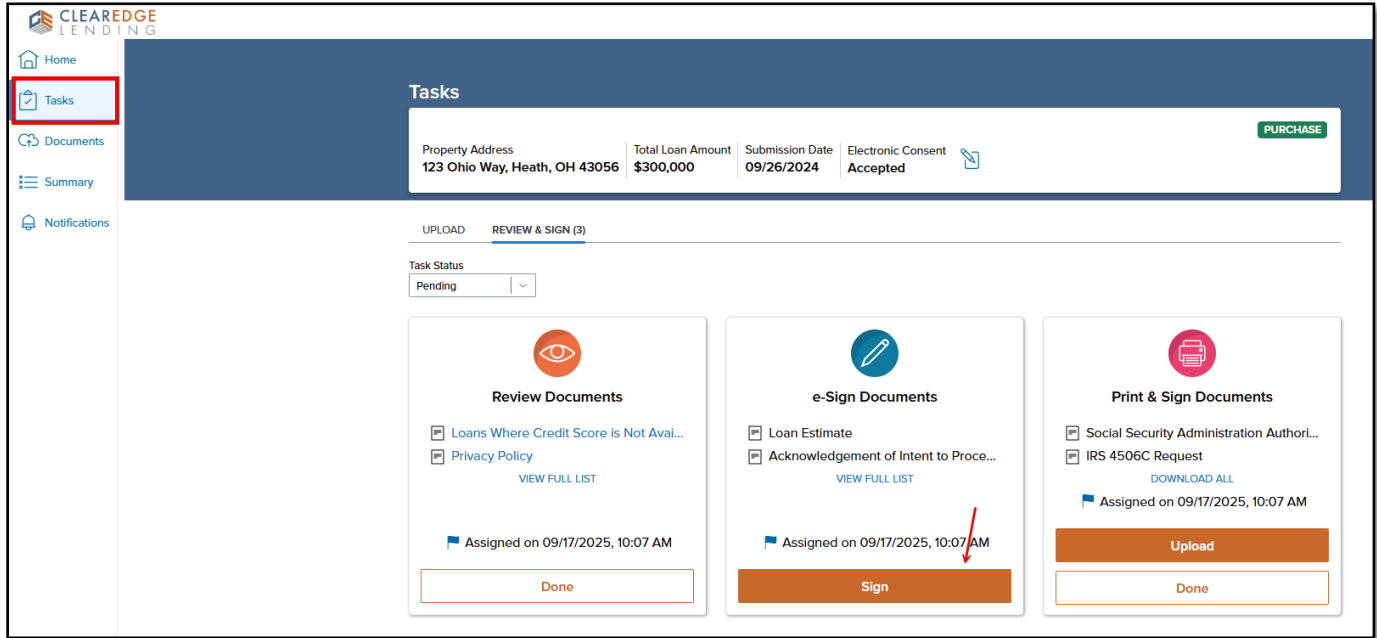 CLEAREDGE
LENDING
Home
Tasks
Documents
Summary
Notifications
Tasks
PURCHASE
Property Address
123 Ohio Way, Heath, OH 43056
Total Loan Amount
$300,000
Submission Date
09/26/2024
Electronic Consent
Accepted
UPLOAD REVIEW & SIGN (3)
Task Status
Pending
Review Documents
Loans Where Credit Score is Not Avai...
Privacy Policy
VIEW FULL LIST
Assigned on 09/17/2025, 10:07 AM
Done
e-Sign Documents
Loan Estimate
Acknowledgement of Intent to Proce...
VIEW FULL LIST
Assigned on 09/17/2025, 10:07 AM
Sign
Print & Sign Documents
Social Security Administration Authori...
IRS 4506C Request
DOWNLOAD ALL
Assigned on 09/17/2025, 10:07 AM
Upload
Done